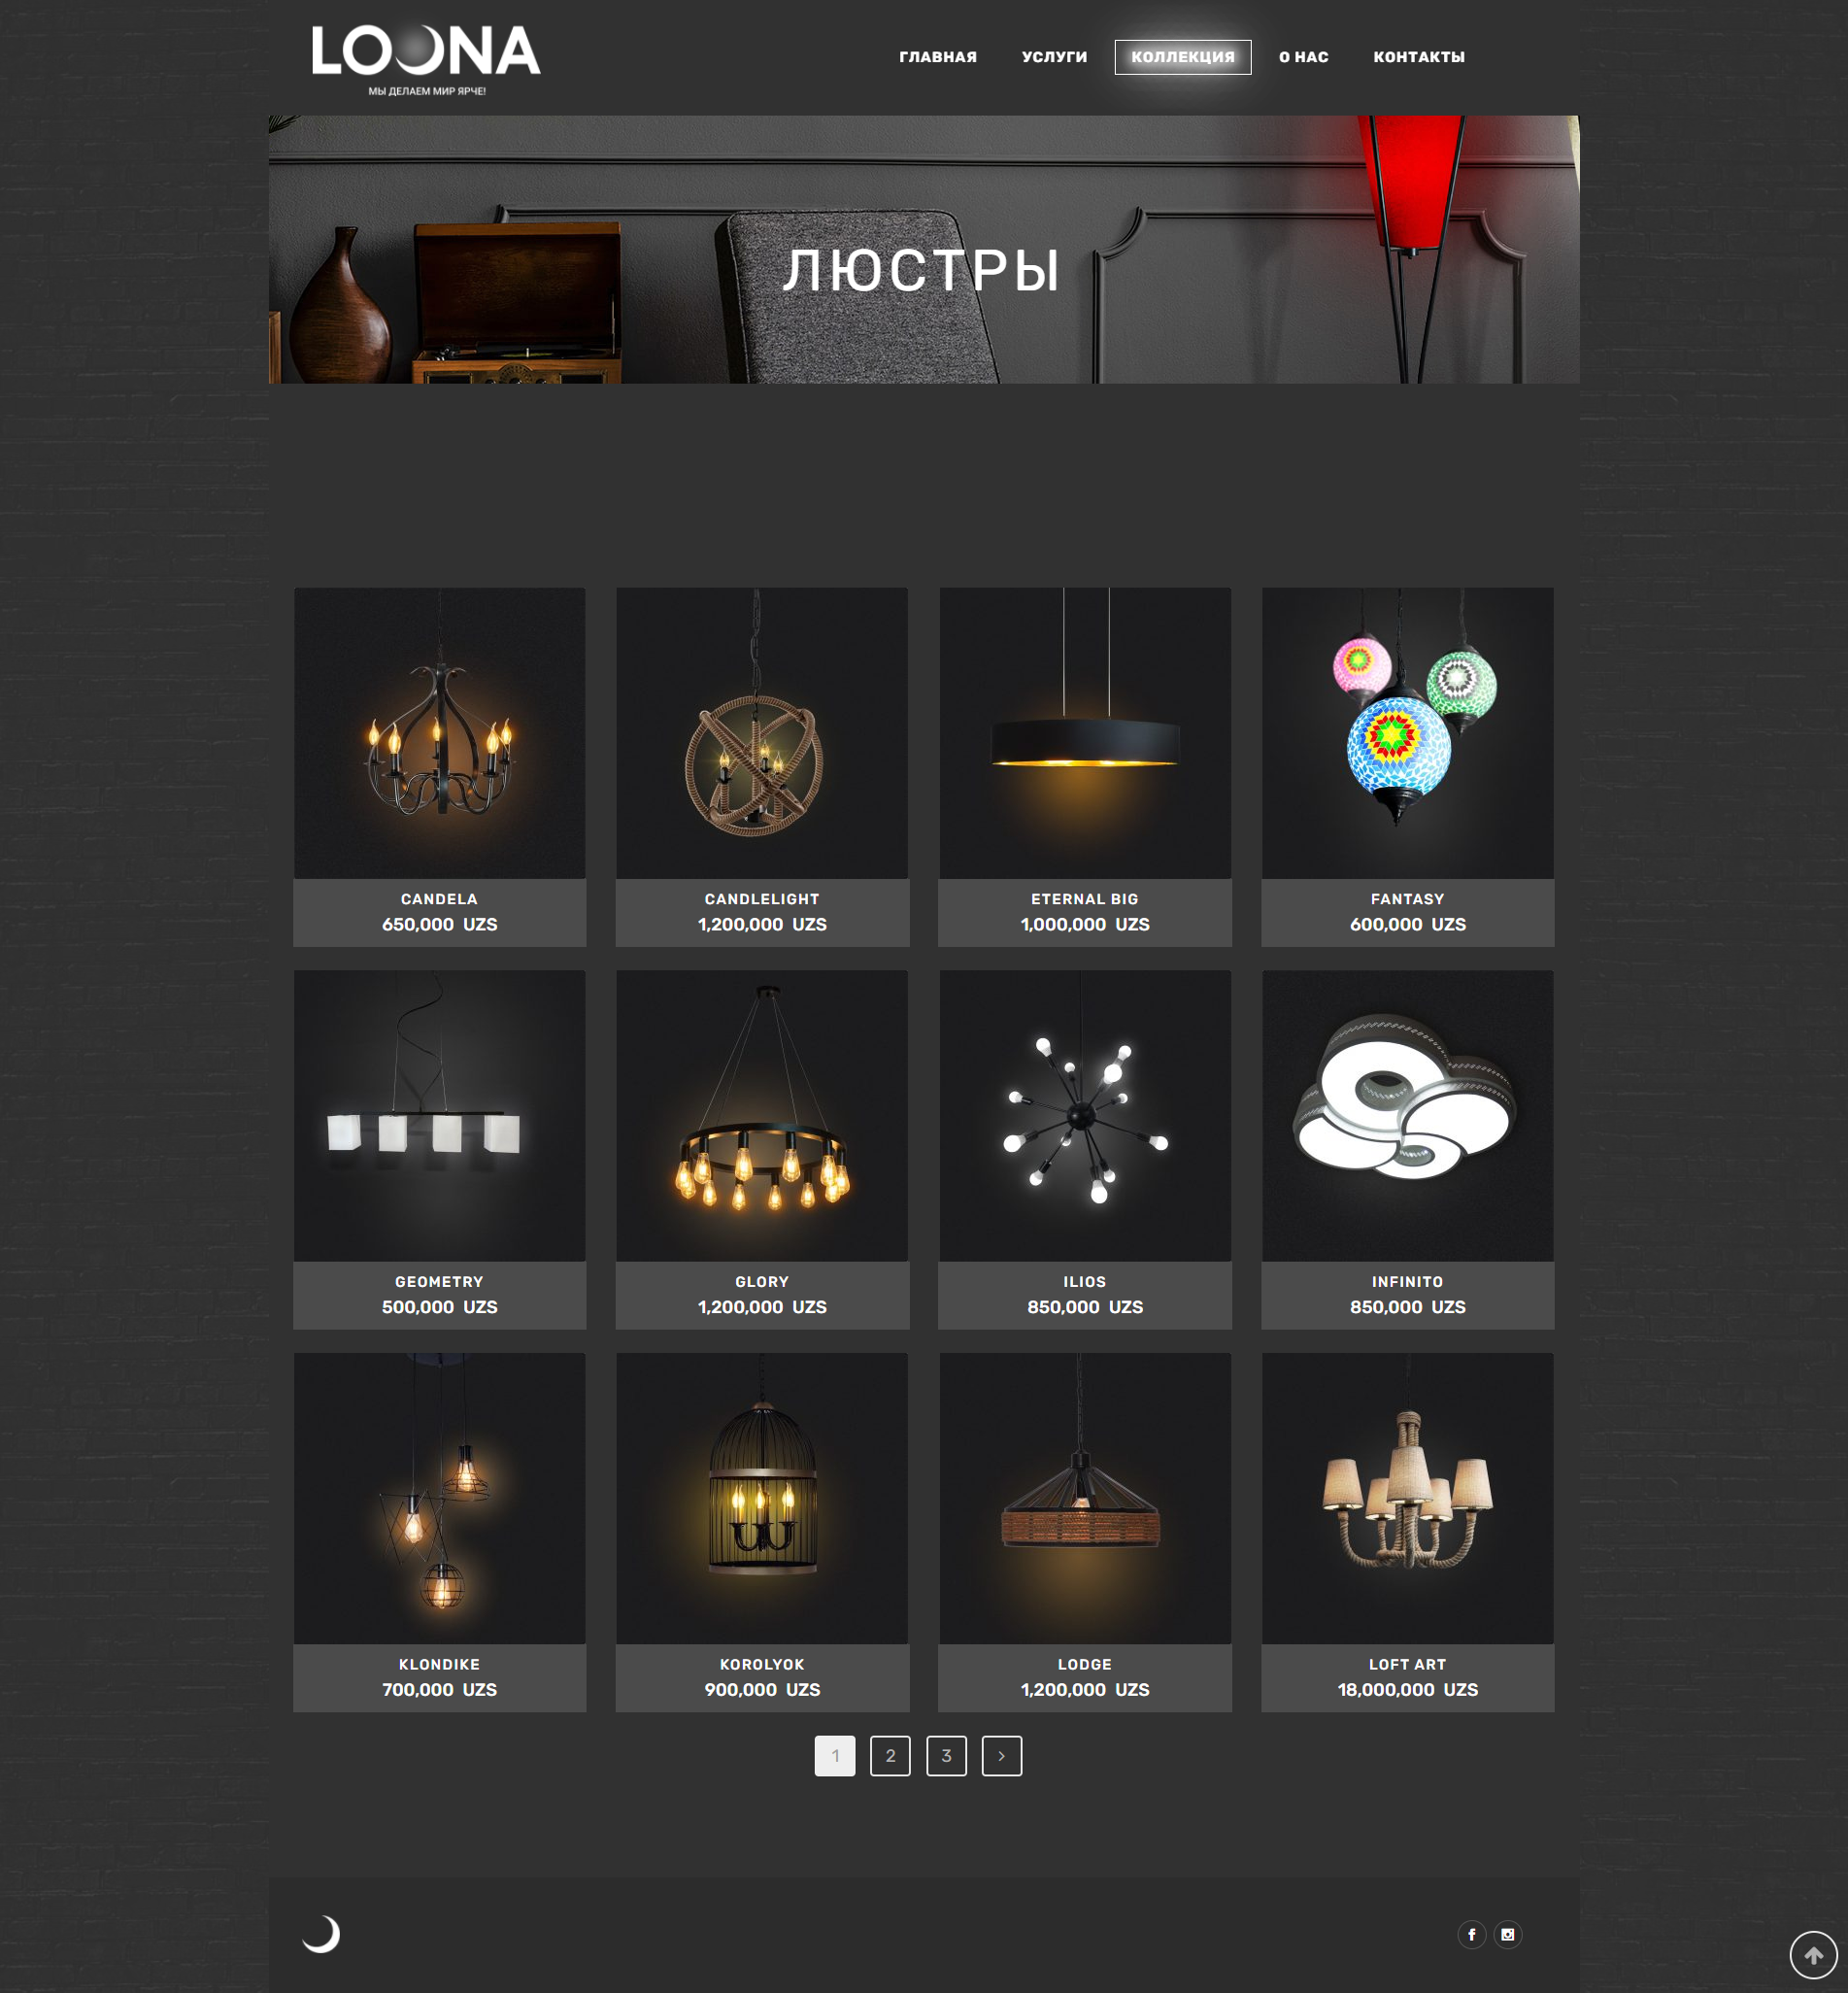 LOONA
МЫ ДЕЛАЕМ МИР ЯРЧЕ!
ГЛАВНАЯ УСЛУГИ КОЛЛЕКЦИЯ О НАС КОНТАКТЫ
ЛЮСТРЫ
CANDELA
650,000 UZS
CANDLELIGHT
1,200,000 UZS
ETERNAL BIG
1,000,000 UZS
FANTASY
600,000 UZS
GEOMETRY
500,000 UZS
GLORY
1,200,000 UZS
ILIOS
850,000 UZS
INFINITO
850,000 UZS
KLONDIKE
700,000 UZS
KOROLYOK
900,000 UZS
LODGE
1,200,000 UZS
LOFT ART
18,000,000 UZS
1 2 3